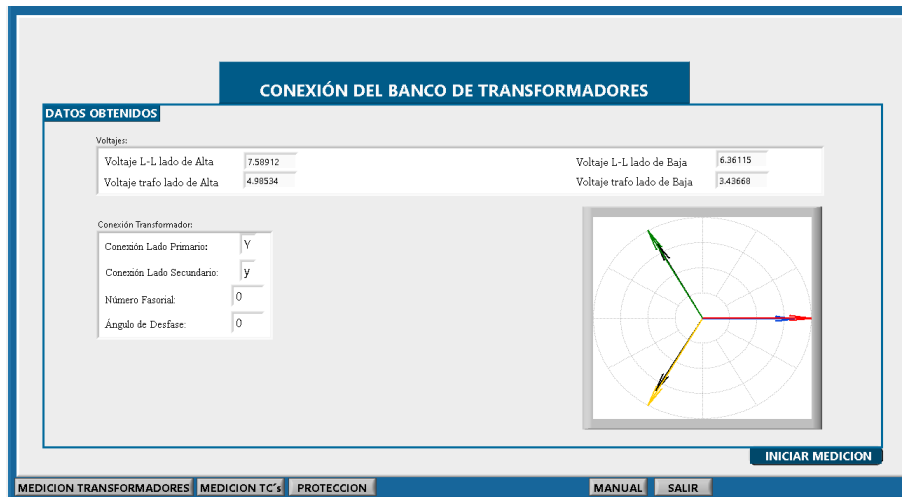 CONEXIÓN DEL BANCO DE TRANSFORMADORES
DATOS OBTENIDOS
Voltajes:
Voltaje L-L lado de Alta 7.58912
Voltaje trafo lado de Alta 4.98534
Voltaje L-L lado de Baja 6.36115
Voltaje trafo lado de Baja 3.43668
Conexión Transformador:
Conexión Lado Primario: Y
Conexión Lado Secundario: y
Número Fasorial: 0
Ángulo de Desfase: 0
INICIAR MEDICION
MEDICION TRANSFORMADORES MEDICION TC´s PROTECCION MANUAL SALIR